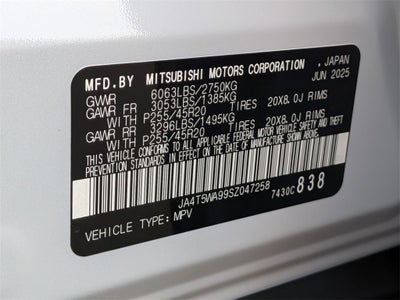 MFD.BY MITSUBISHI MOTORS CORPORATION, JAPAN
GVWR 6063LBS/2750KG JUN 2025
GAWR FR 3053LBS/1385KG
WITH P255/45R20 20X8.0J RIMS
GAWR RR 3296LBS/1495KG
WITH P255/45R20 20X8.0J RIMS
THIS VEHICLE CONFORMS TO ALL APPLICABLE FEDERAL MOTOR VEHICLE SAFETY AND THEFT
PREVENTION STANDARDS IN EFFECT ON THE DATE OF MANUFACTURE SHOWN ABOVE.
JA4T5WA99SZ047258 7430C 838
VEHICLE TYPE: MPV